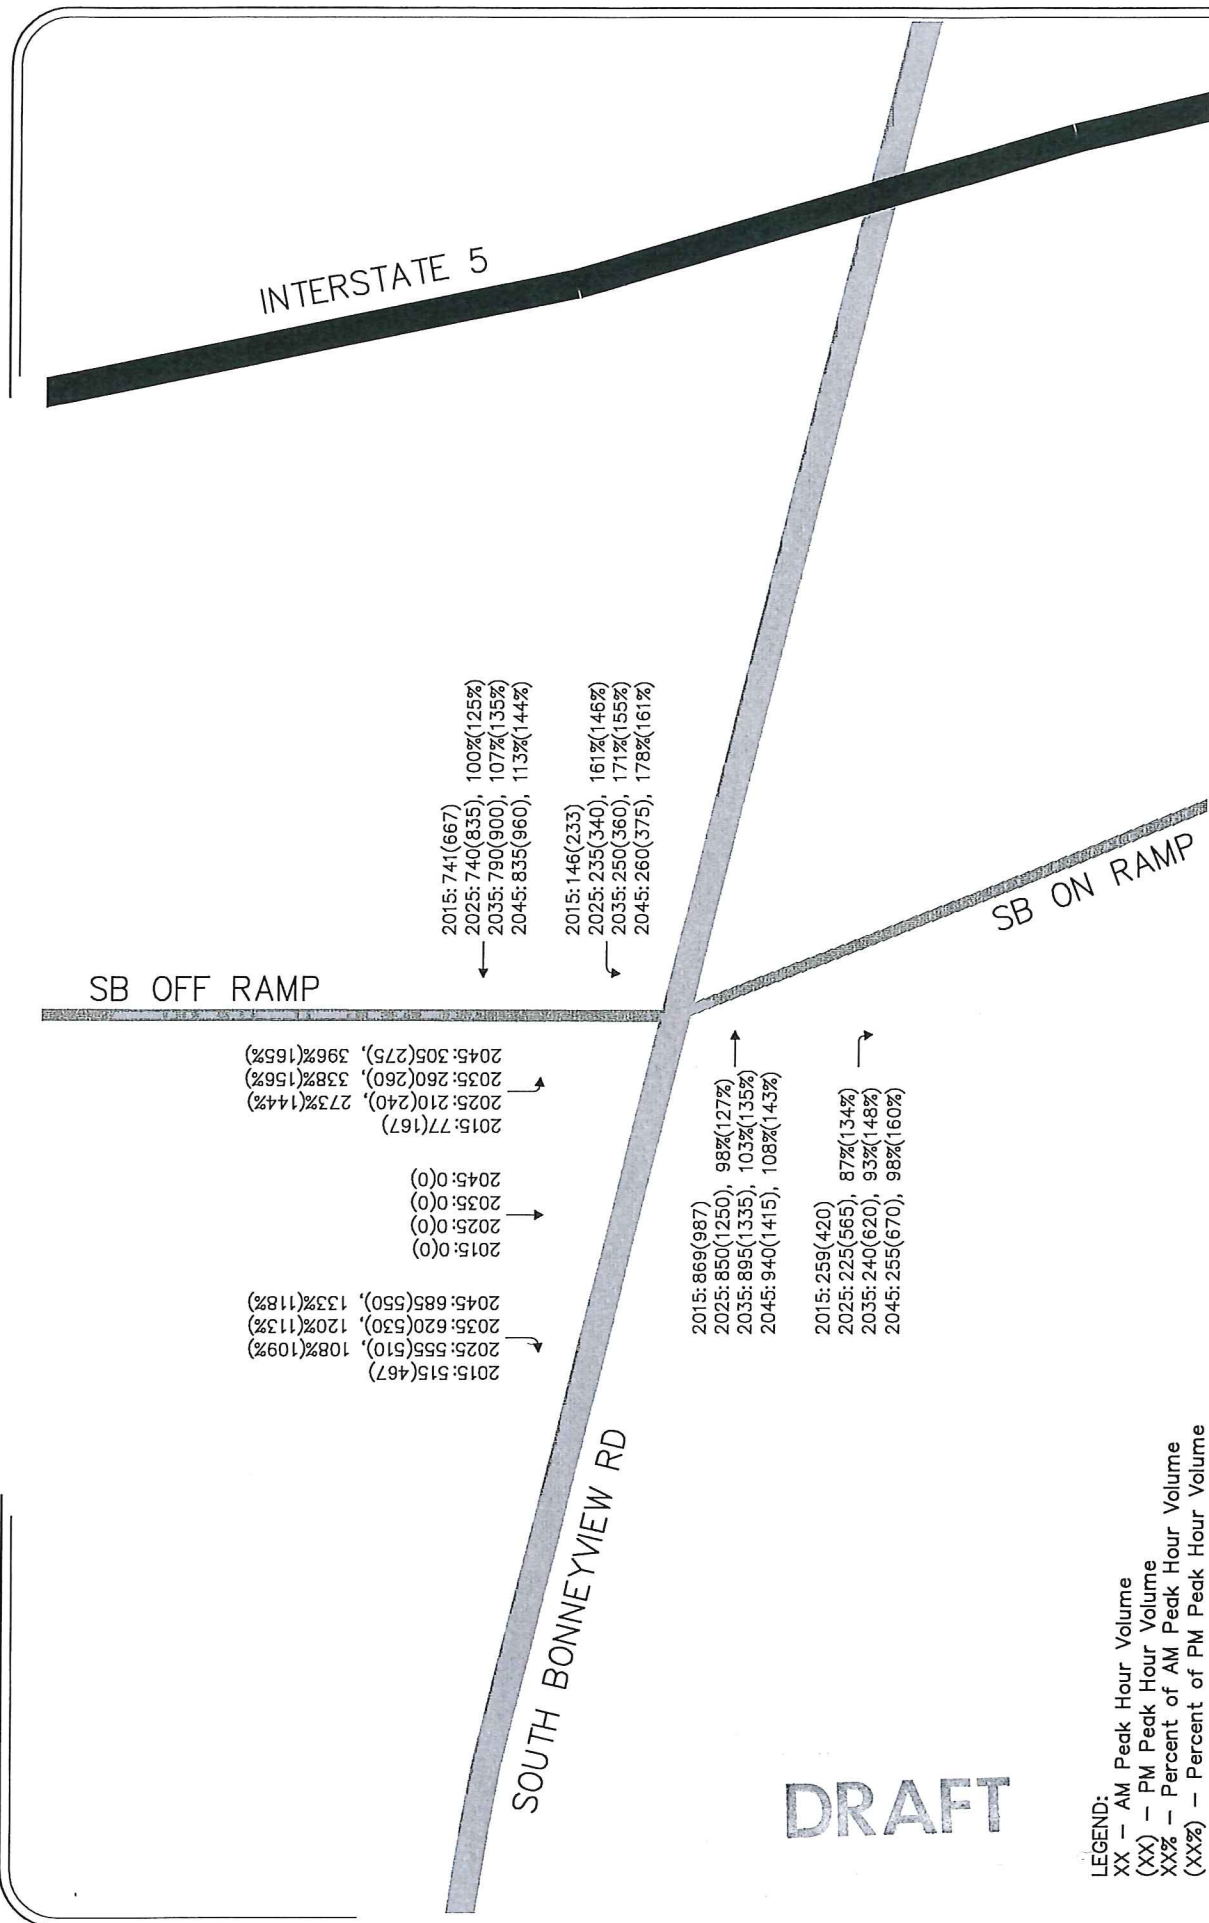 INTERSTATE 5
SB OFF RAMP
2015:741(667)
2025:740(835), 100%(125%)
2035:790(900), 107%(135%)
2045:835(960), 113%(144%)
2015:146(233)
2025:235(340), 161%(146%)
2035:250(360), 171%(155%)
2045:260(375), 178%(161%)
2015:77(167)
2025:210(240), 273%(144%)
2035:260(260), 338%(156%)
2045:305(275), 396%(165%)
2015:0(0)
2025:0(0)
2035:0(0)
2045:0(0)
2015:515(467)
2025:555(510), 108%(109%)
2035:620(530), 120%(113%)
2045:685(550), 133%(118%)
SB ON RAMP
2015:869(987)
2025:850(1250), 98%(127%)
2035:895(1335), 103%(135%)
2045:940(1415), 108%(143%)
2015:259(420)
2025:225(565), 87%(134%)
2035:240(620), 93%(148%)
2045:255(670), 98%(160%)
SOUTH BONNEYVIEW RD
DRAFT
LEGEND:
XX – AM Peak Hour Volume
(XX) – PM Peak Hour Volume
XX% – Percent of AM Peak Hour Volume
(XX%) – Percent of PM Peak Hour Volume